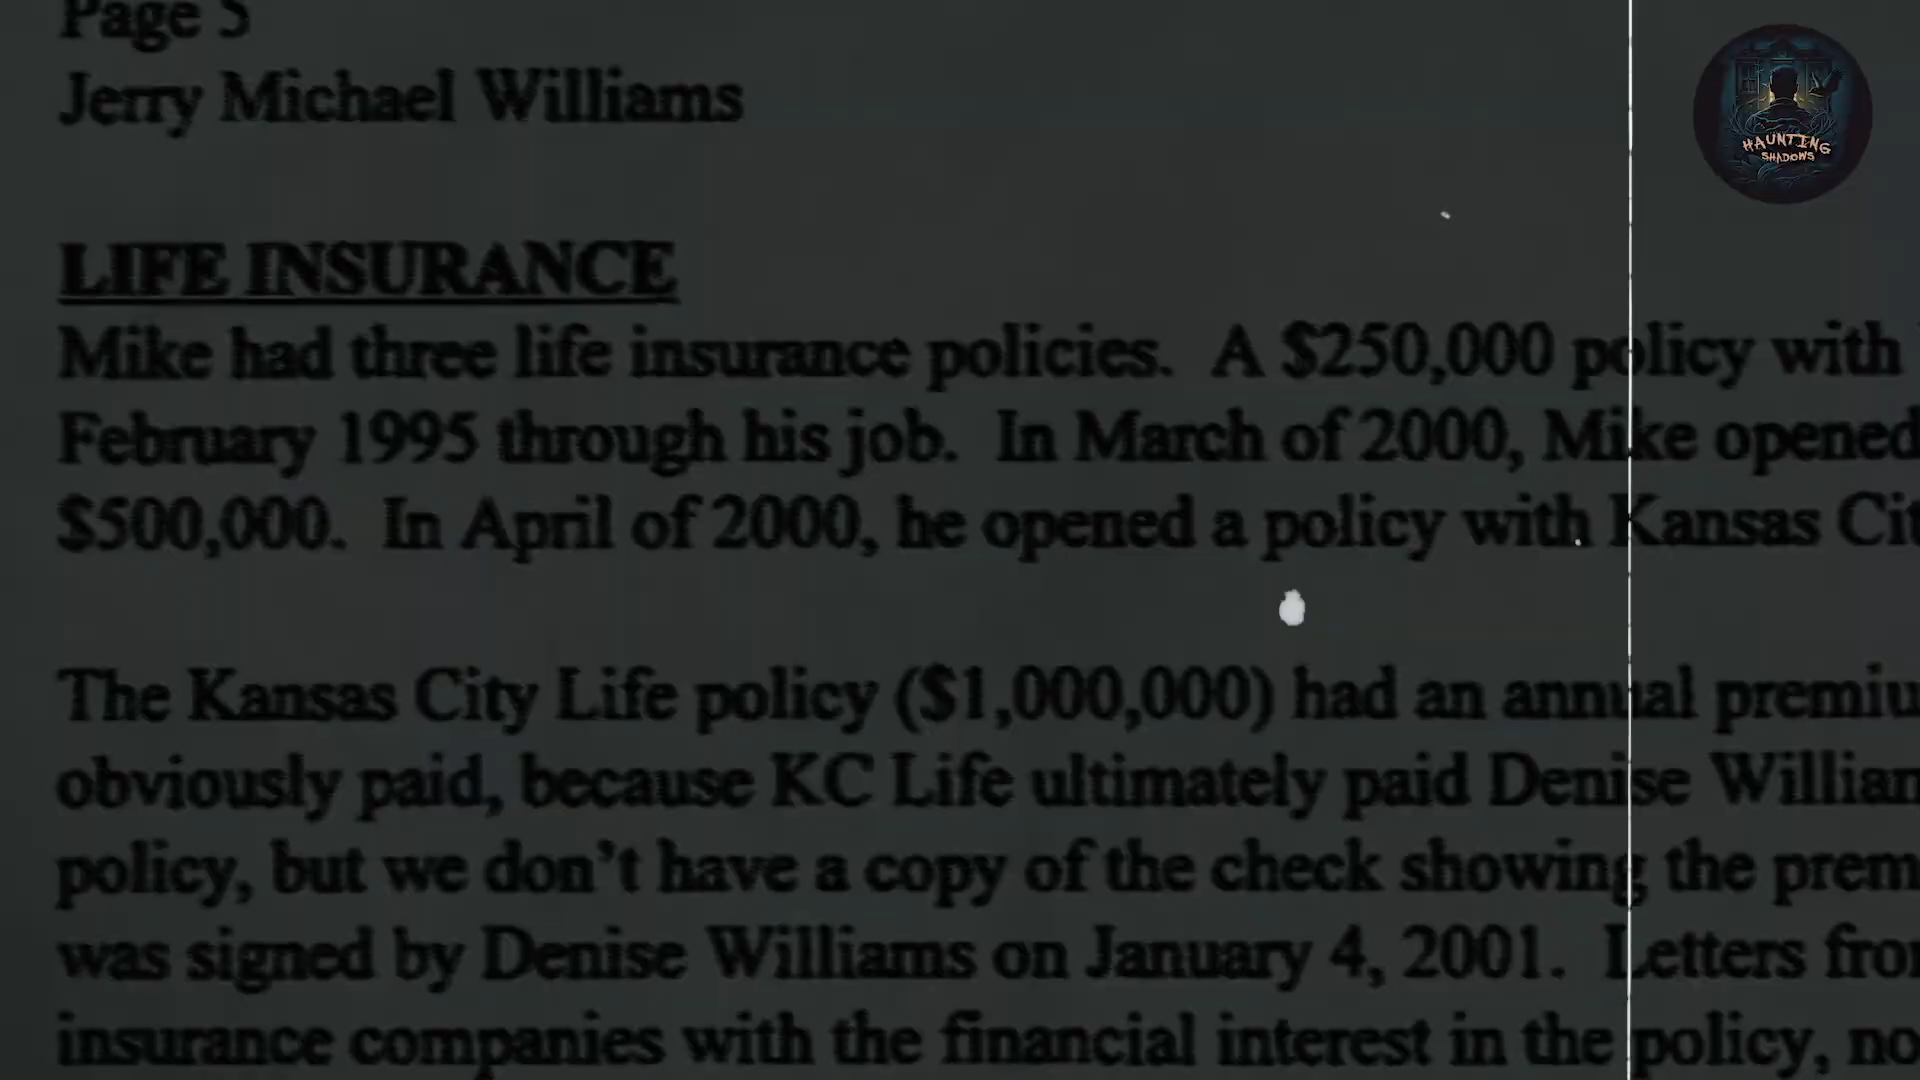 Page 5
Jerry Michael Williams
HAUNTING
SHADOWS
LIFE INSURANCE
Mike had three life insurance policies. A $250,000 policy with
February 1995 through his job. In March of 2000, Mike opened
$500,000. In April of 2000, he opened a policy with Kansas Cit
The Kansas City Life policy ($1,000,000) had an annual premiu
obviously paid, because KC Life ultimately paid Denise William
policy, but we don't have a copy of the check showing the prem
was signed by Denise Williams on January 4, 2001. Letters from
insurance companies with the financial interest in the policy, no